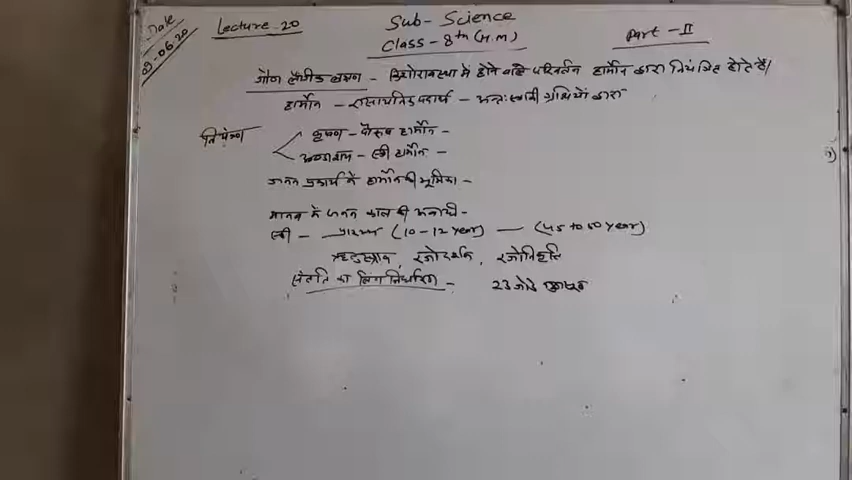 Date
09-06-20
Lecture-20
Sub-Science
Class-8th (H.M)
Part-II
गौण लैंगिक लक्षण - किशोरावस्था में होने वाले परिवर्तन हार्मोन द्वारा नियंत्रित होते हैं।
हार्मोन - रासायनिक पदार्थ - अन्तःस्त्रावी ग्रंथियों द्वारा
नियंत्रण
वृषण - पौरूष हार्मोन -
अण्डाशय - स्त्री हार्मोन -
जनन प्रकार्य में हार्मोन की भूमिका -
मानव में जनन काल की अवधि -
स्त्री - प्रारम्भ (10-12 year) — (45 to 50 year)
ऋतुस्त्राव, रजोदर्शन, रजोनिवृत्ति
संतति का लिंग निर्धारण - 23 जोड़े गुणसूत्र